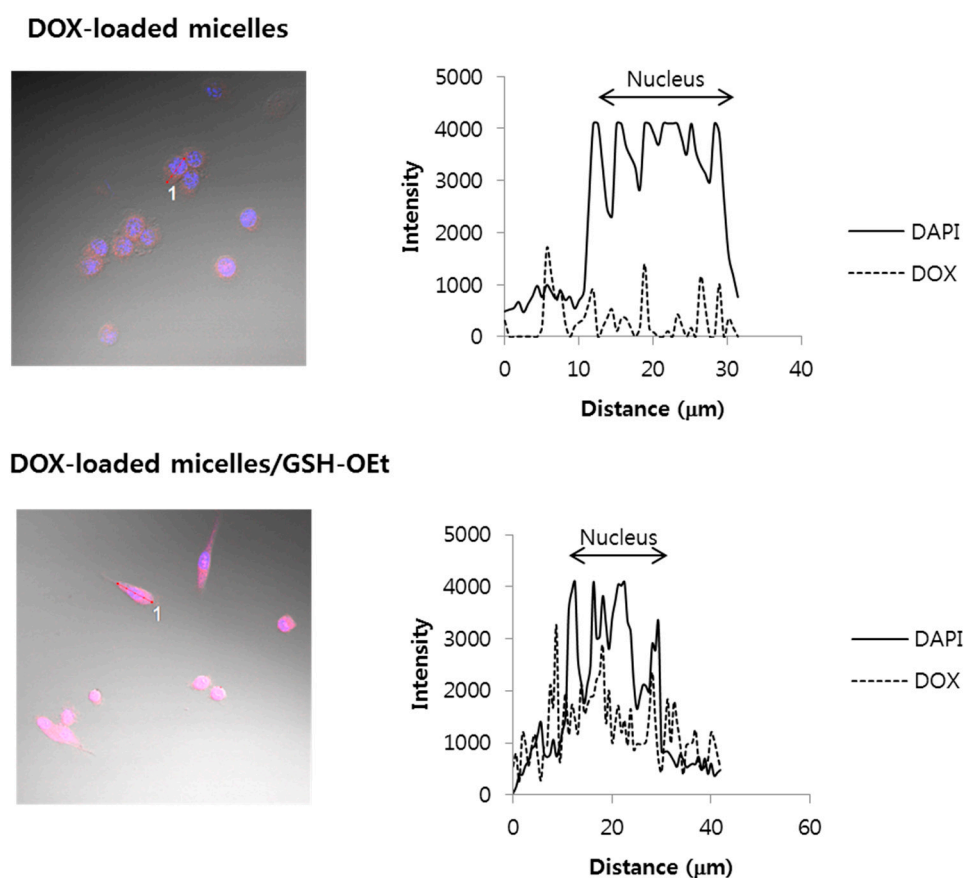 DOX-loaded micelles
1
5000
4000
3000
2000
1000
0
Intensity
Nucleus
0 10 20 30 40
Distance (μm)
DAPI
DOX
DOX-loaded micelles/GSH-OEt
1
5000
4000
3000
2000
1000
0
Intensity
Nucleus
0 20 40 60
Distance (μm)
DAPI
DOX